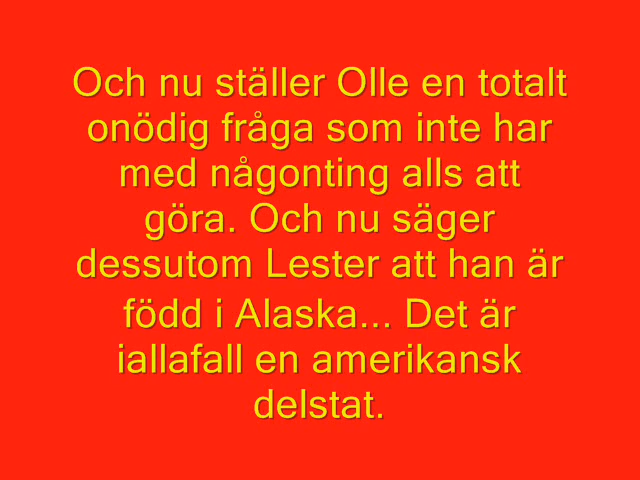 Och nu ställer Olle en totalt
onödig fråga som inte har
med någonting alls att
göra. Och nu säger
dessutom Lester att han är
född i Alaska... Det är
iallafall en amerikansk
delstat.